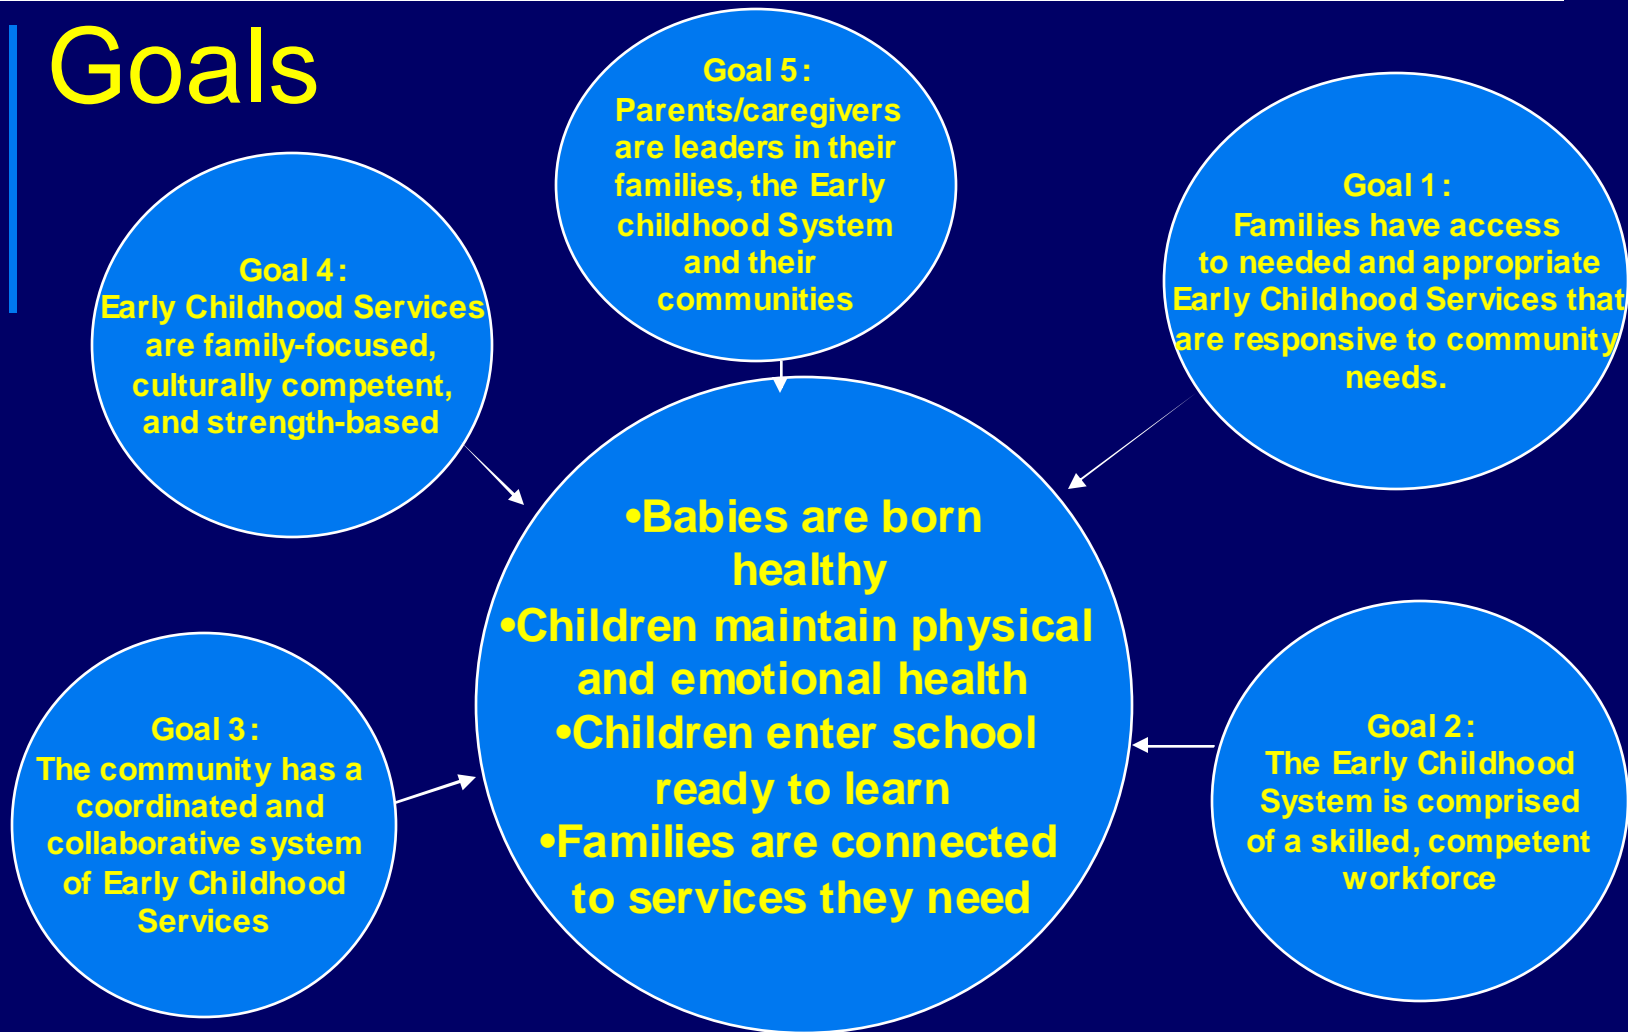 Goals
Goal 5:
Parents/caregivers
are leaders in their
families, the Early
childhood System
and their
communities
Goal 1:
Families have access
to needed and appropriate
Early Childhood Services that
are responsive to community
needs.
Goal 4:
Early Childhood Services
are family-focused,
culturally competent,
and strength-based
•Babies are born
healthy
•Children maintain physical
and emotional health
•Children enter school
ready to learn
•Families are connected
to services they need
Goal 3:
The community has a
coordinated and
collaborative system
of Early Childhood
Services
Goal 2:
The Early Childhood
System is comprised
of a skilled, competent
workforce